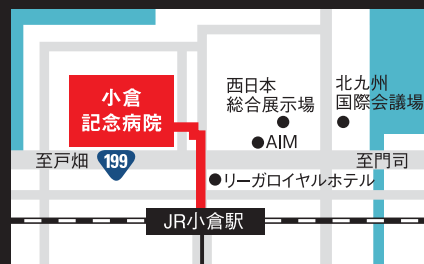 小倉
記念病院
西日本
総合展示場
北九州
国際会議場
AIM
至戸畑
199
至門司
リーガロイヤルホテル
JR小倉駅